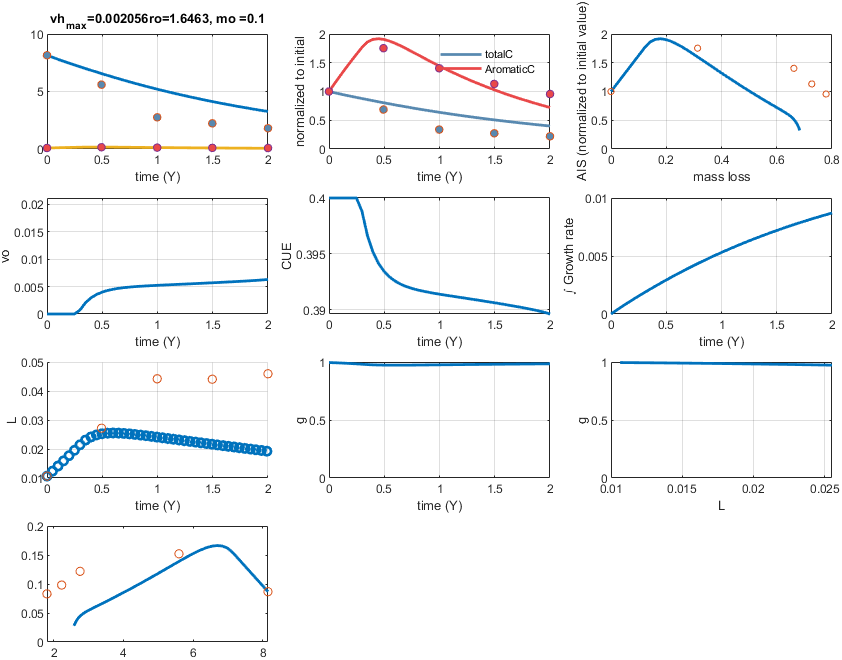 vh_max=0.002056ro=1.6463, mo =0.1
10
5
0
0 0.5 1 1.5 2
time (Y)
normalized to initial
2
1.5
1
0.5
0
totalC
AromaticC
0 0.5 1 1.5 2
time (Y)
AIS (normalized to initial value)
2
1.5
1
0.5
0
0 0.2 0.4 0.6 0.8
mass loss
vo
0.02
0.015
0.01
0.005
0
0 0.5 1 1.5 2
time (Y)
CUE
0.4
0.395
0.39
0 0.5 1 1.5 2
time (Y)
∫ Growth rate
0.01
0.005
0
0 0.5 1 1.5 2
time (Y)
L
0.05
0.04
0.03
0.02
0.01
0 0.5 1 1.5 2
time (Y)
g
1
0.5
0
0 0.5 1 1.5 2
time (Y)
g
1
0.5
0
0.01 0.015 0.02 0.025
L
0.2
0.15
0.1
0.05
0
2 4 6 8